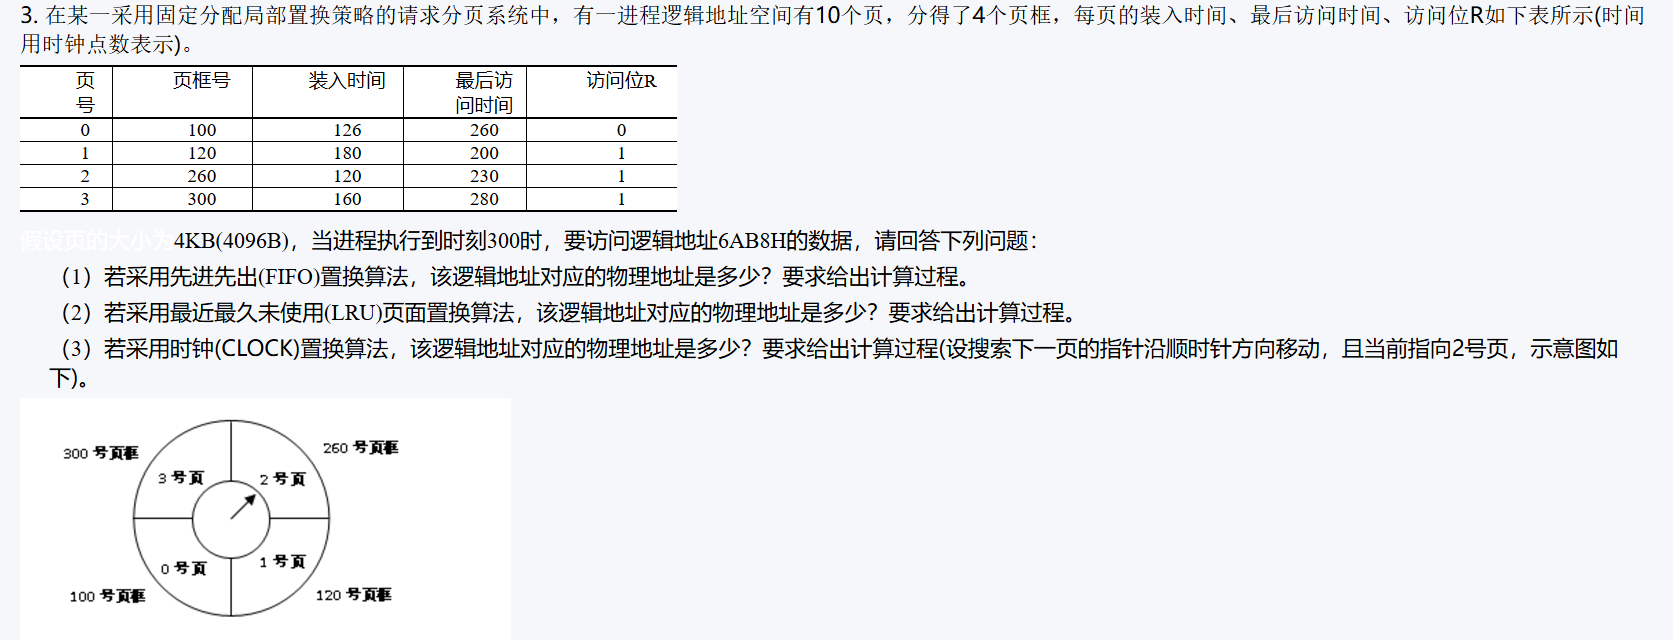 3. 在某一采用固定分配局部置换策略的请求分页系统中，有一进程逻辑地址空间有10个页，分得了4个页框，每页的装入时间、最后访问时间、访问位R如下表所示(时间
用时钟点数表示)。
页号 页框号 装入时间 最后访问时间 访问位R
0 100 126 260 0
1 120 180 200 1
2 260 120 230 1
3 300 160 280 1
假设页的大小为4KB(4096B)，当进程执行到时刻300时，要访问逻辑地址6AB8H的数据，请回答下列问题：
（1）若采用先进先出(FIFO)置换算法，该逻辑地址对应的物理地址是多少？要求给出计算过程。
（2）若采用最近最久未使用(LRU)页面置换算法，该逻辑地址对应的物理地址是多少？要求给出计算过程。
（3）若采用时钟(CLOCK)置换算法，该逻辑地址对应的物理地址是多少？要求给出计算过程(设搜索下一页的指针沿顺时针方向移动，且当前指向2号页，示意图如
下)。
300 号页框 260 号页框
3 号页 2 号页
0 号页 1 号页
100 号页框 120 号页框